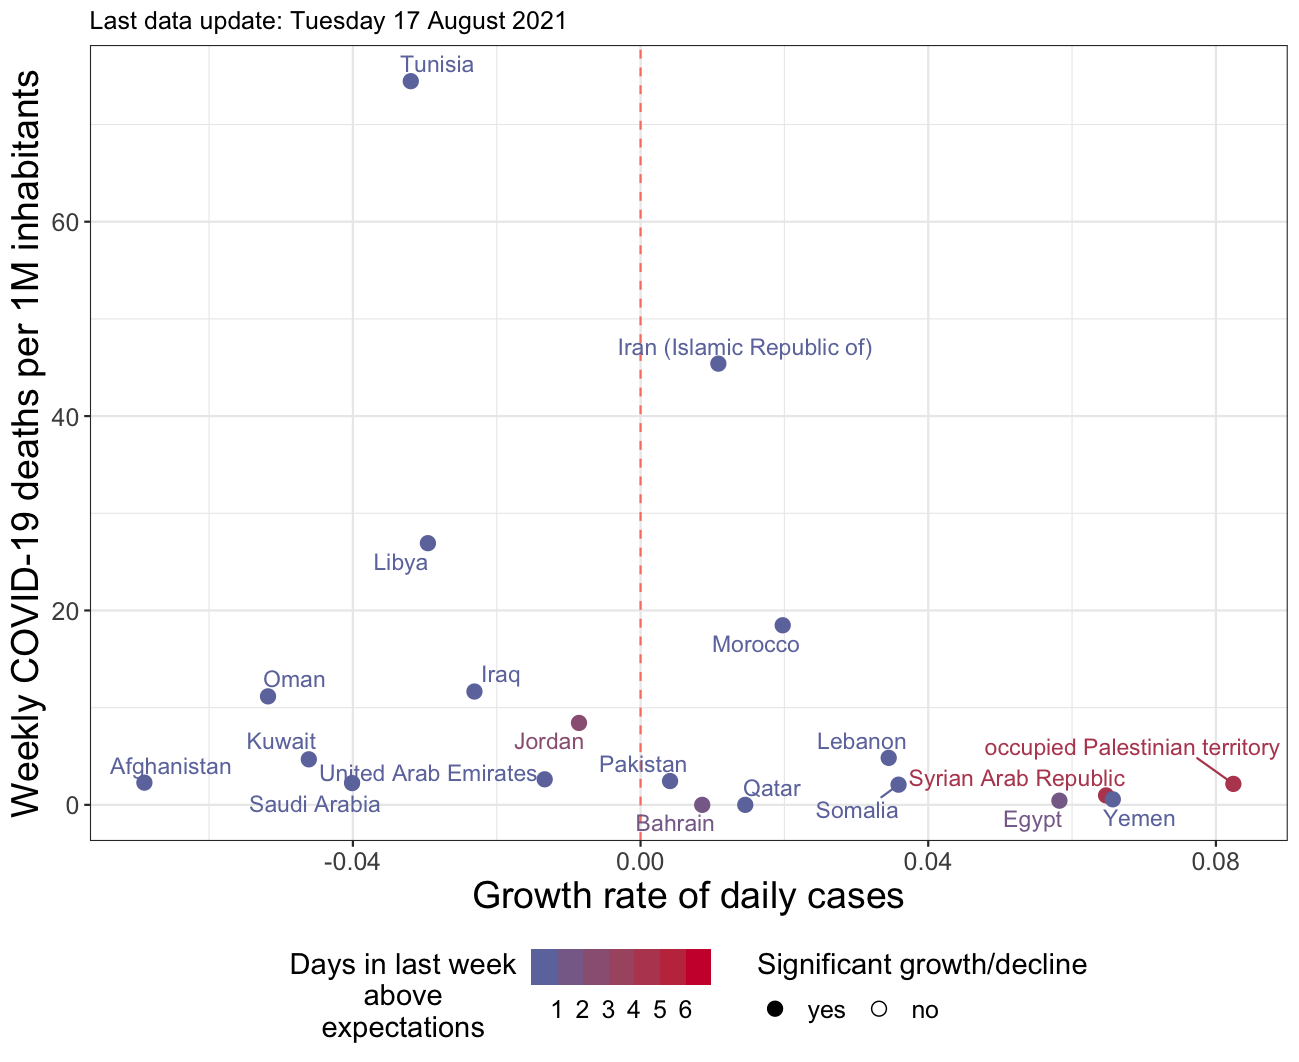 Last data update: Tuesday 17 August 2021
Weekly COVID-19 deaths per 1M inhabitants
60
40
20
0
Tunisia
Iran (Islamic Republic of)
Libya
Morocco
Iraq
Oman
Jordan
Kuwait
Lebanon
occupied Palestinian territory
Afghanistan
Pakistan
United Arab Emirates
Syrian Arab Republic
Qatar
Saudi Arabia
Somalia
Bahrain
Egypt
Yemen
-0.04
0.00
0.04
0.08
Growth rate of daily cases
Days in last week
above
expectations
1 2 3 4 5 6
Significant growth/decline
yes
no